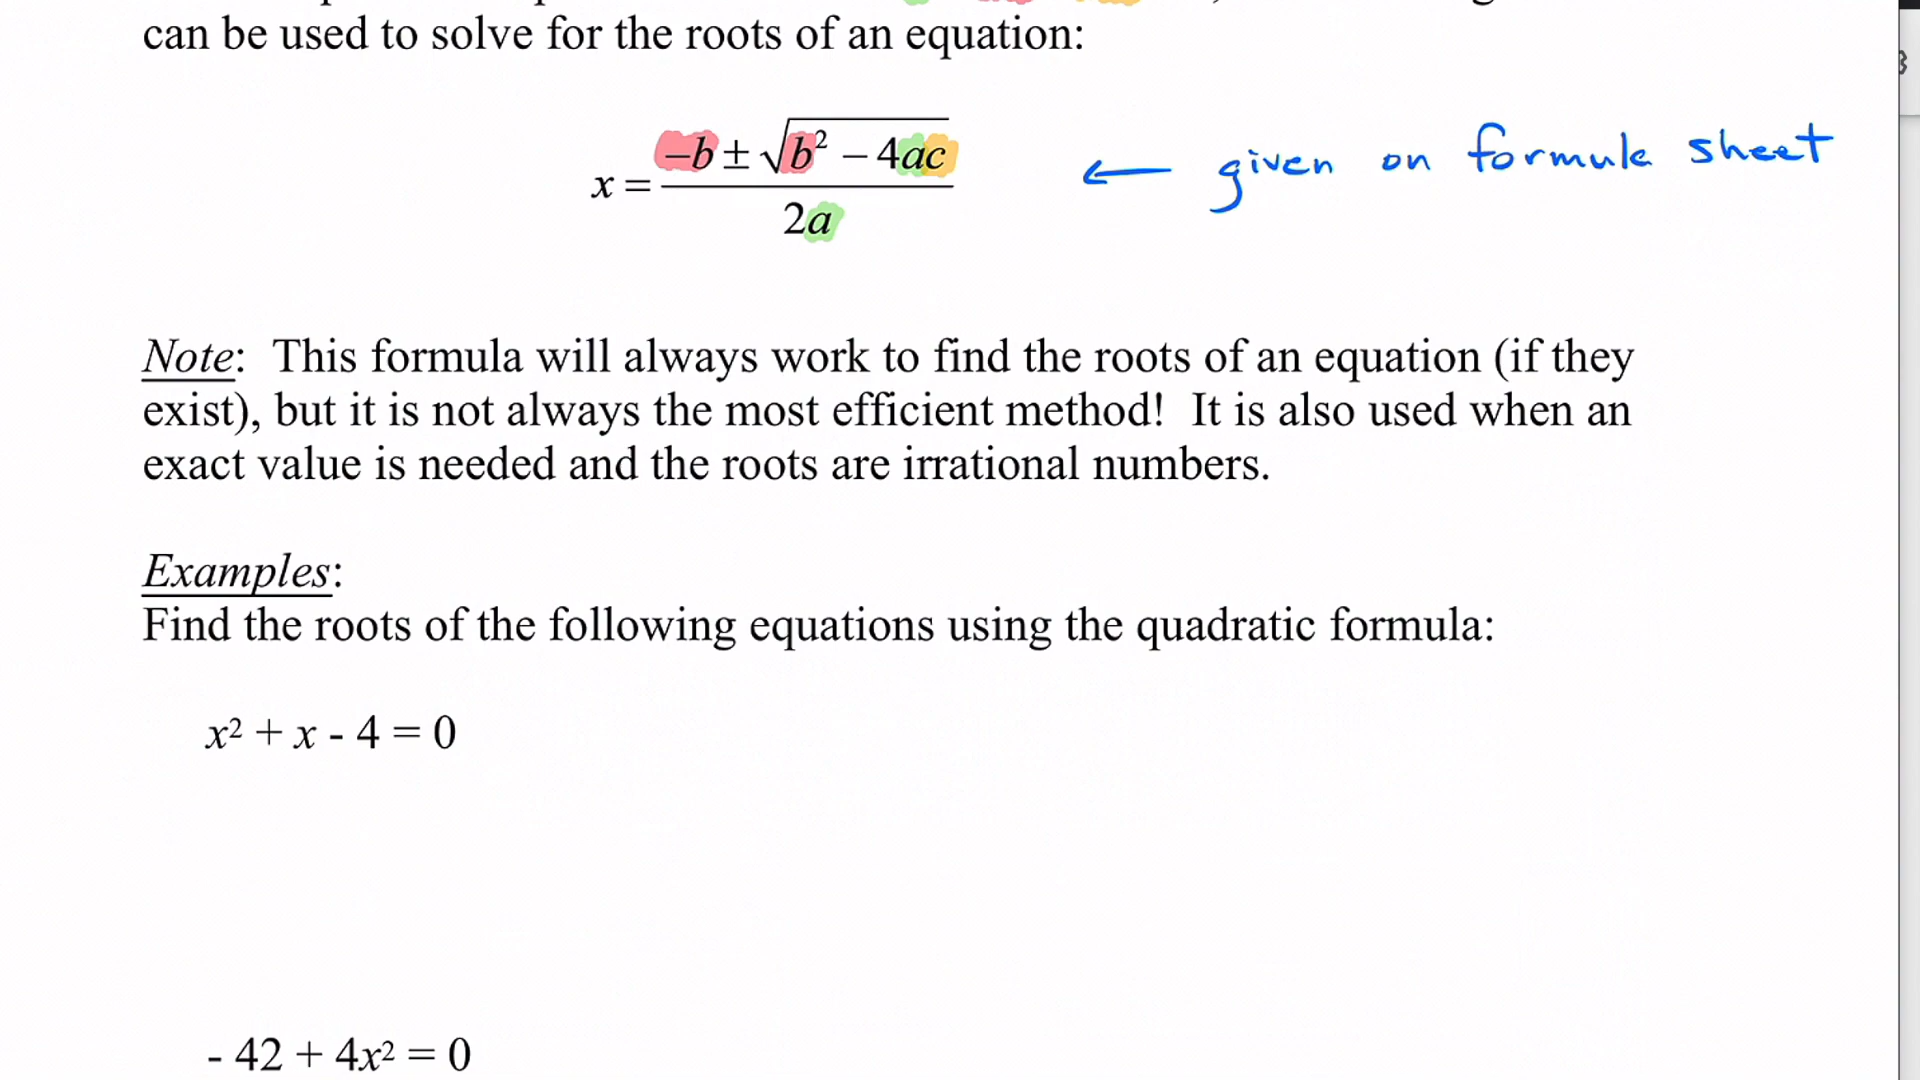 can be used to solve for the roots of an equation:
x = \frac{-b ± \sqrt{b^2 - 4ac}}{2a} ← given on formula sheet
Note: This formula will always work to find the roots of an equation (if they
exist), but it is not always the most efficient method! It is also used when an
exact value is needed and the roots are irrational numbers.
Examples:
Find the roots of the following equations using the quadratic formula:
x² + x - 4 = 0
- 42 + 4x² = 0